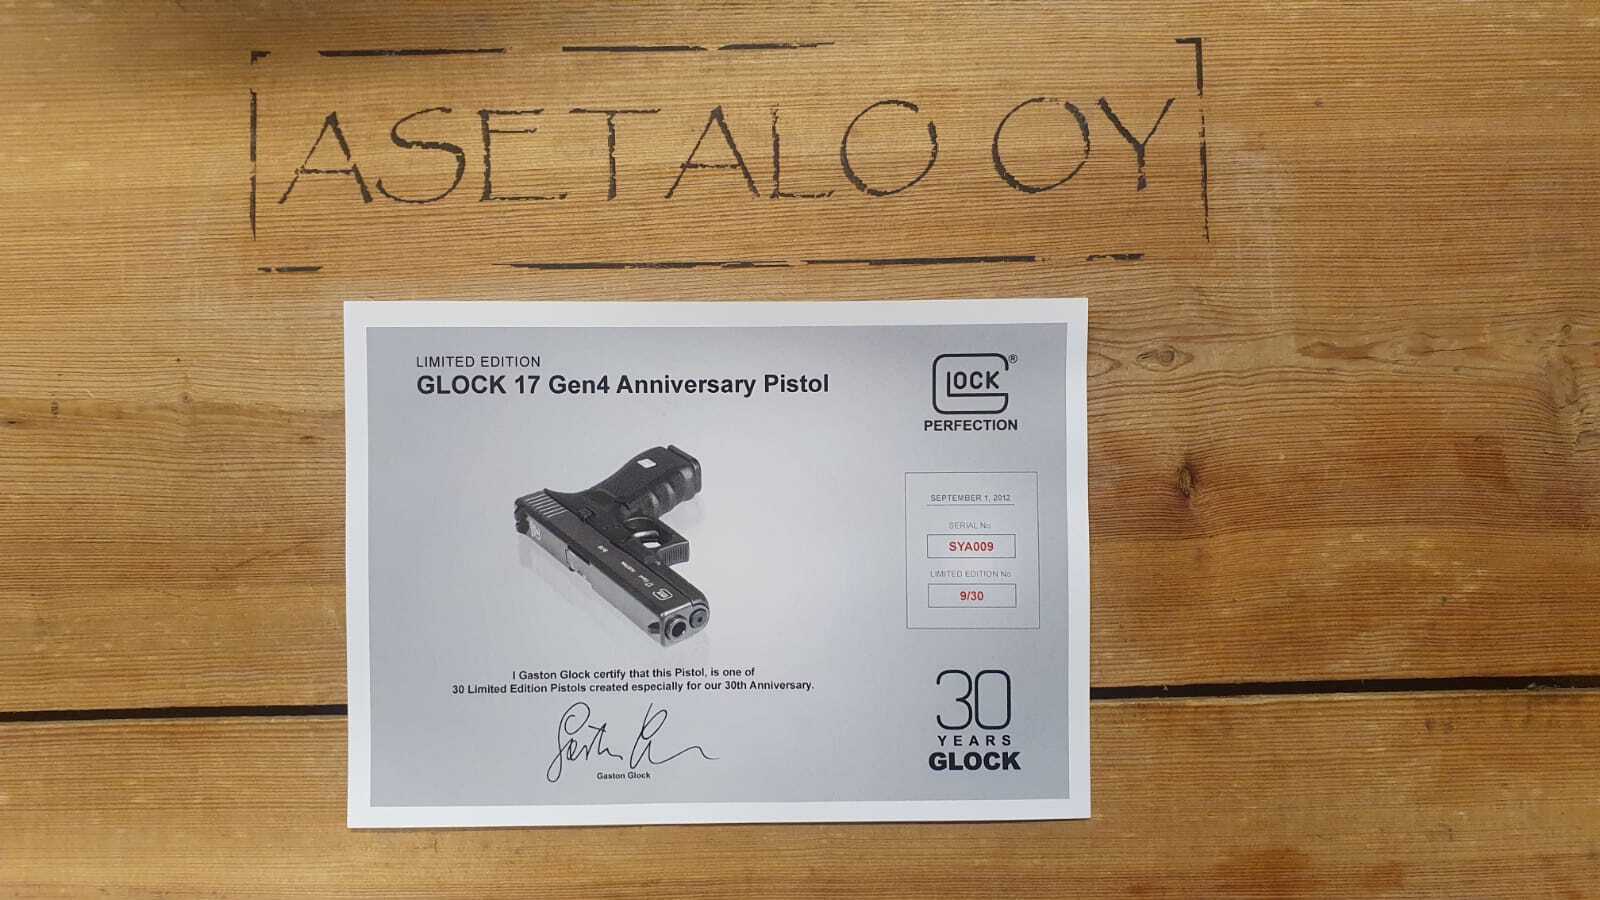 ASETALO OY
LIMITED EDITION
GLOCK 17 Gen4 Anniversary Pistol
GLOCK®
PERFECTION
SEPTEMBER 1, 2012
SERIAL No
SYA009
LIMITED EDITION No
9/30
I Gaston Glock certify that this Pistol, is one of
30 Limited Edition Pistols created especially for our 30th Anniversary.
Gaston Glock
30
YEARS
GLOCK